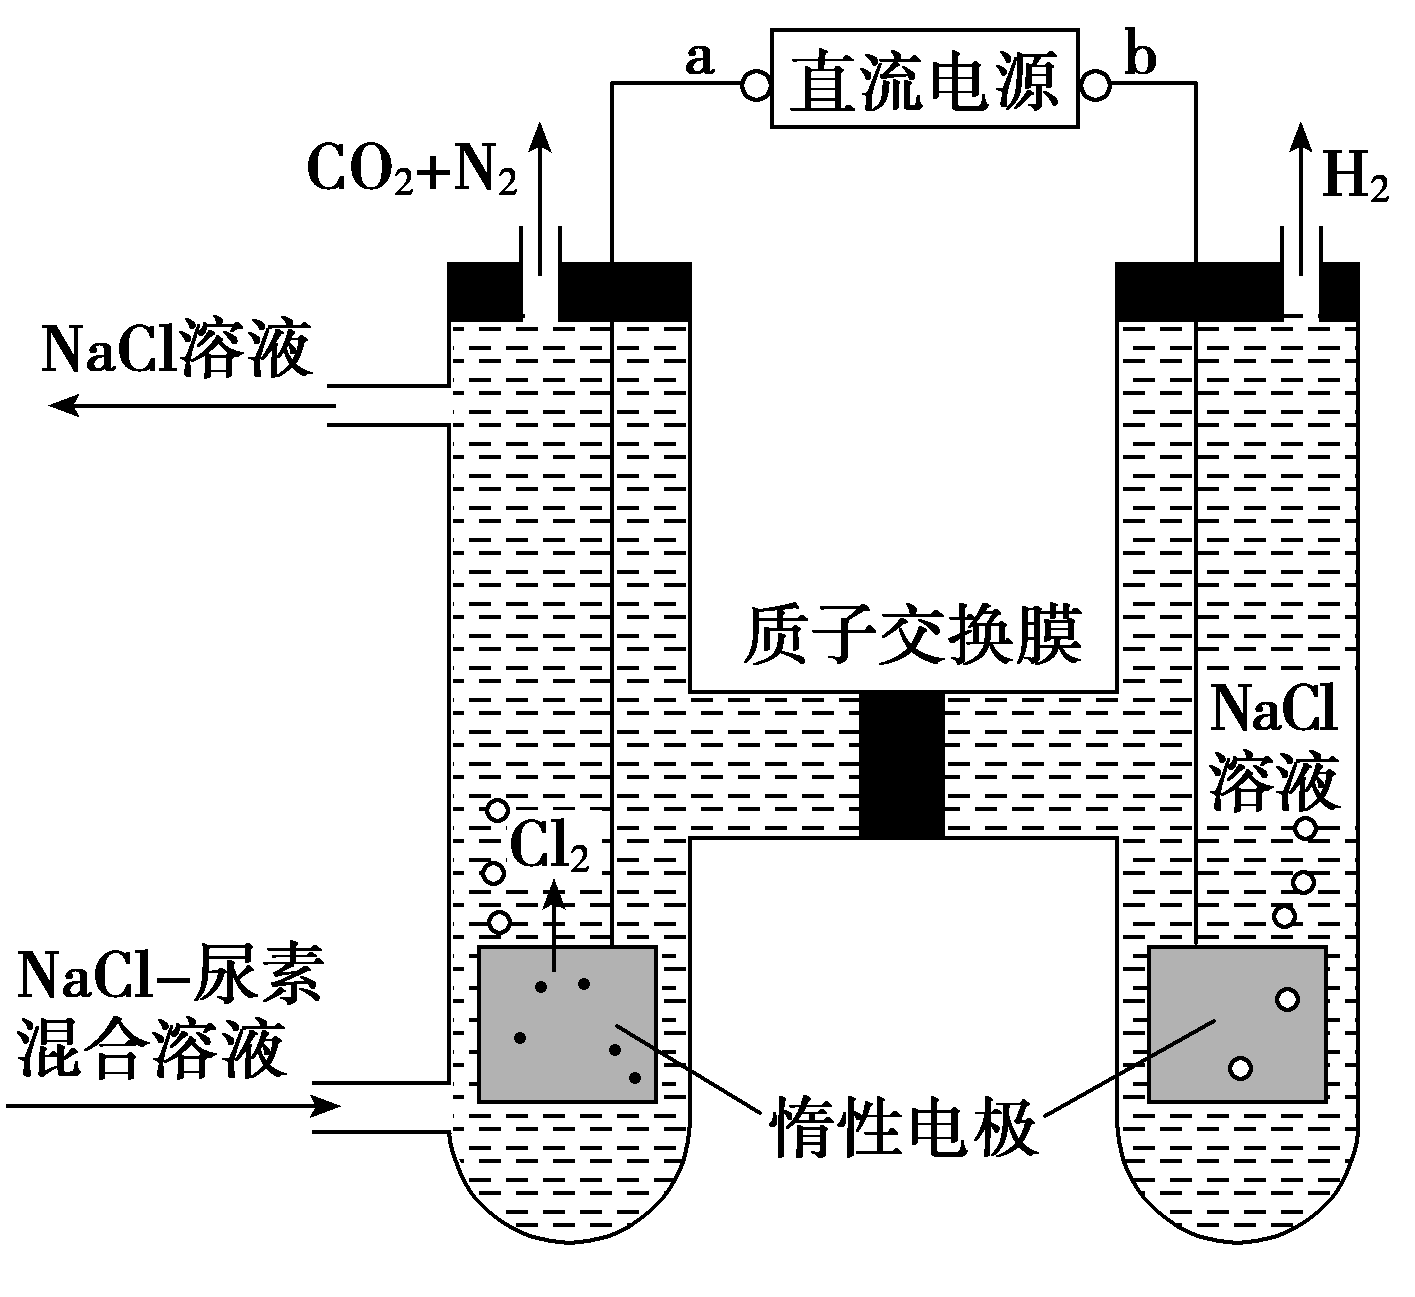 a
直流电源
b
CO₂+N₂
H₂
NaCl溶液
质子交换膜
NaCl
溶液
Cl₂
NaCl-尿素
混合溶液
惰性电极